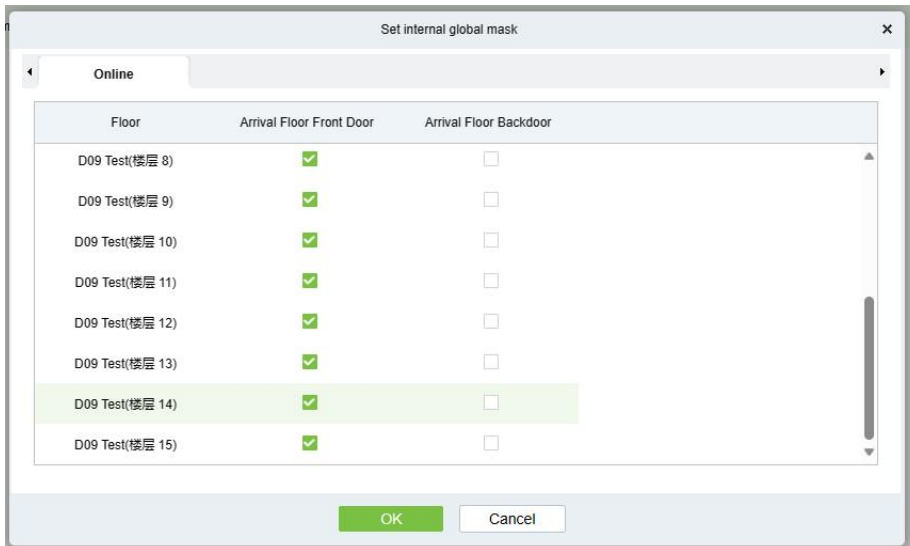 Set internal global mask
Online
Floor Arrival Floor Front Door Arrival Floor Backdoor
D09 Test(楼层 8)
D09 Test(楼层 9)
D09 Test(楼层 10)
D09 Test(楼层 11)
D09 Test(楼层 12)
D09 Test(楼层 13)
D09 Test(楼层 14)
D09 Test(楼层 15)
OK Cancel